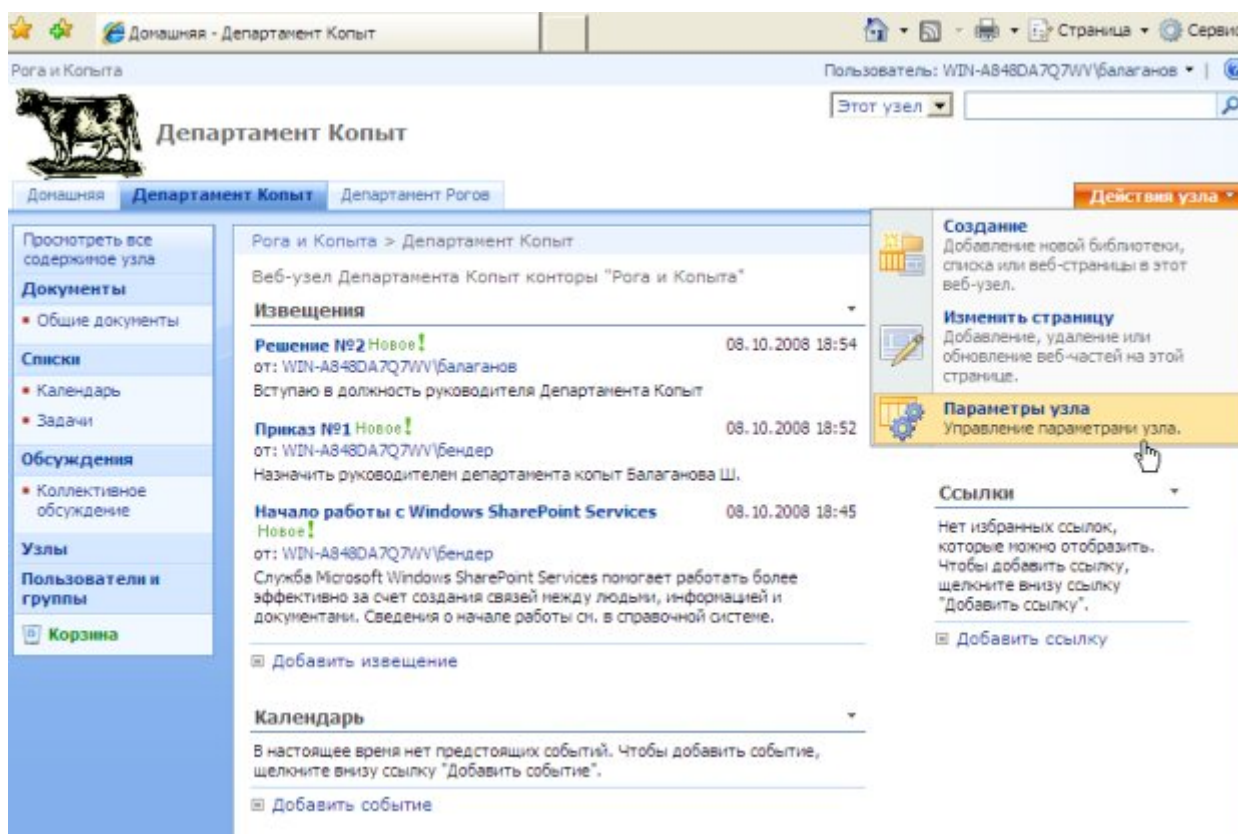 Домашняя - Департамент Копыт
Страница
Сервис
Рога и Копыта
Пользователь: WIN-A848DA7Q7WV\балаганов
Этот узел
Департамент Копыт
Домашняя
Департамент Копыт
Департамент Рогов
Действия узла
Просмотреть все
содержимое узла
Документы
Общие документы
Списки
Календарь
Задачи
Обсуждения
Коллективное
обсуждение
Узлы
Пользователи и
группы
Корзина
Рога и Копыта > Департамент Копыт
Веб-узел Департамента Копыт конторы "Рога и Копыта"
Извещения
Решение №2 Новое!
08.10.2008 18:54
от: WIN-A848DA7Q7WV\балаганов
Вступаю в должность руководителя Департамента Копыт
Приказ №1 Новое!
08.10.2008 18:52
от: WIN-A848DA7Q7WV\бендер
Назначить руководителем департамента копыт Балаганова Ш.
Начало работы с Windows SharePoint Services
08.10.2008 18:45
Новое!
от: WIN-A848DA7Q7WV\бендер
Служба Microsoft Windows SharePoint Services помогает работать более
эффективно за счет создания связей между людьми, информацией и
документами. Сведения о начале работы см. в справочной системе.
Добавить извещение
Календарь
В настоящее время нет предстоящих событий. Чтобы добавить событие,
щелкните внизу ссылку "Добавить событие".
Добавить событие
Создание
Добавление новой библиотеки,
списка или веб-страницы в этот
веб-узел.
Изменить страницу
Добавление, удаление или
обновление веб-частей на этой
странице.
Параметры узла
Управление параметрами узла.
Ссылки
Нет избранных ссылок,
которые можно отобразить.
Чтобы добавить ссылку,
щелкните внизу ссылку
"Добавить ссылку".
Добавить ссылку